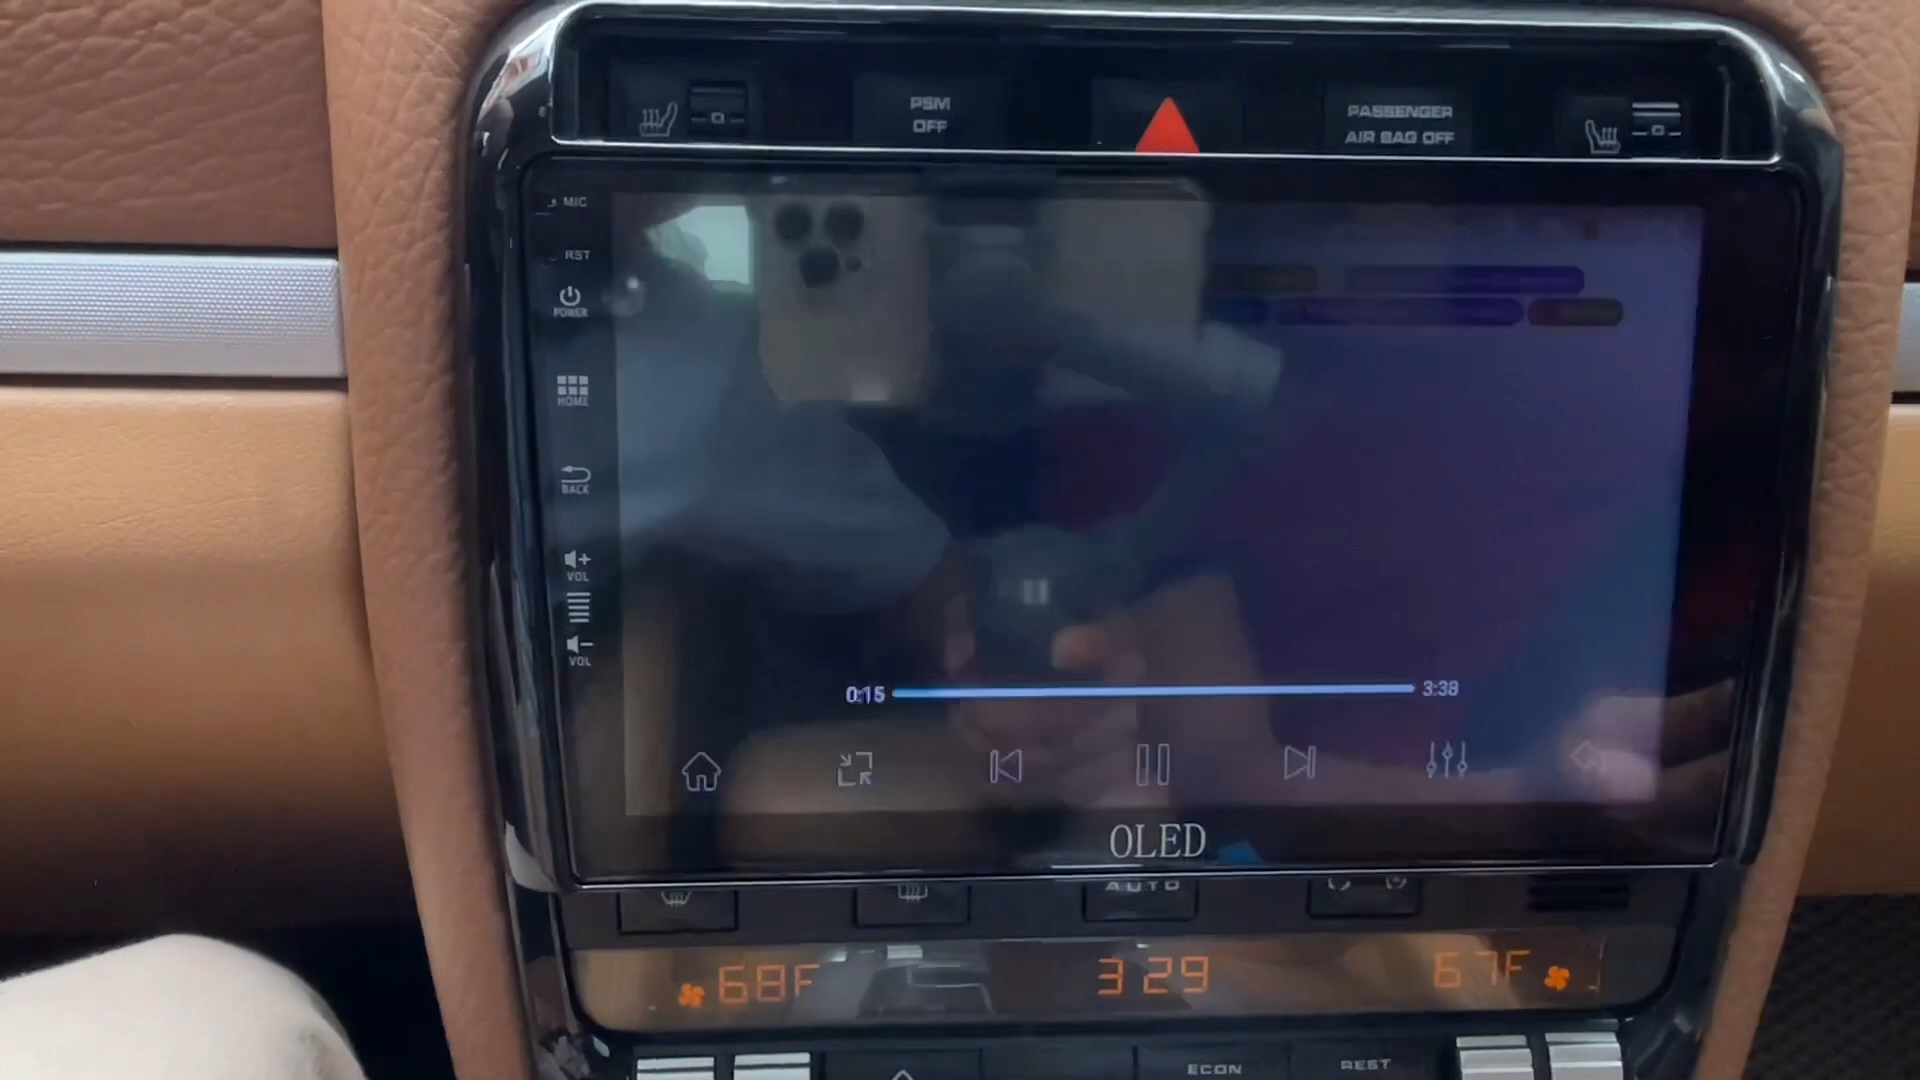 PSM
OFF
PASSENGER
AIR BAG OFF
MIC
RST
POWER
HOME
BACK
VOL
VOL
0:15
3:38
OLED
AUTO
68F
3 29
67F
ECON
REST